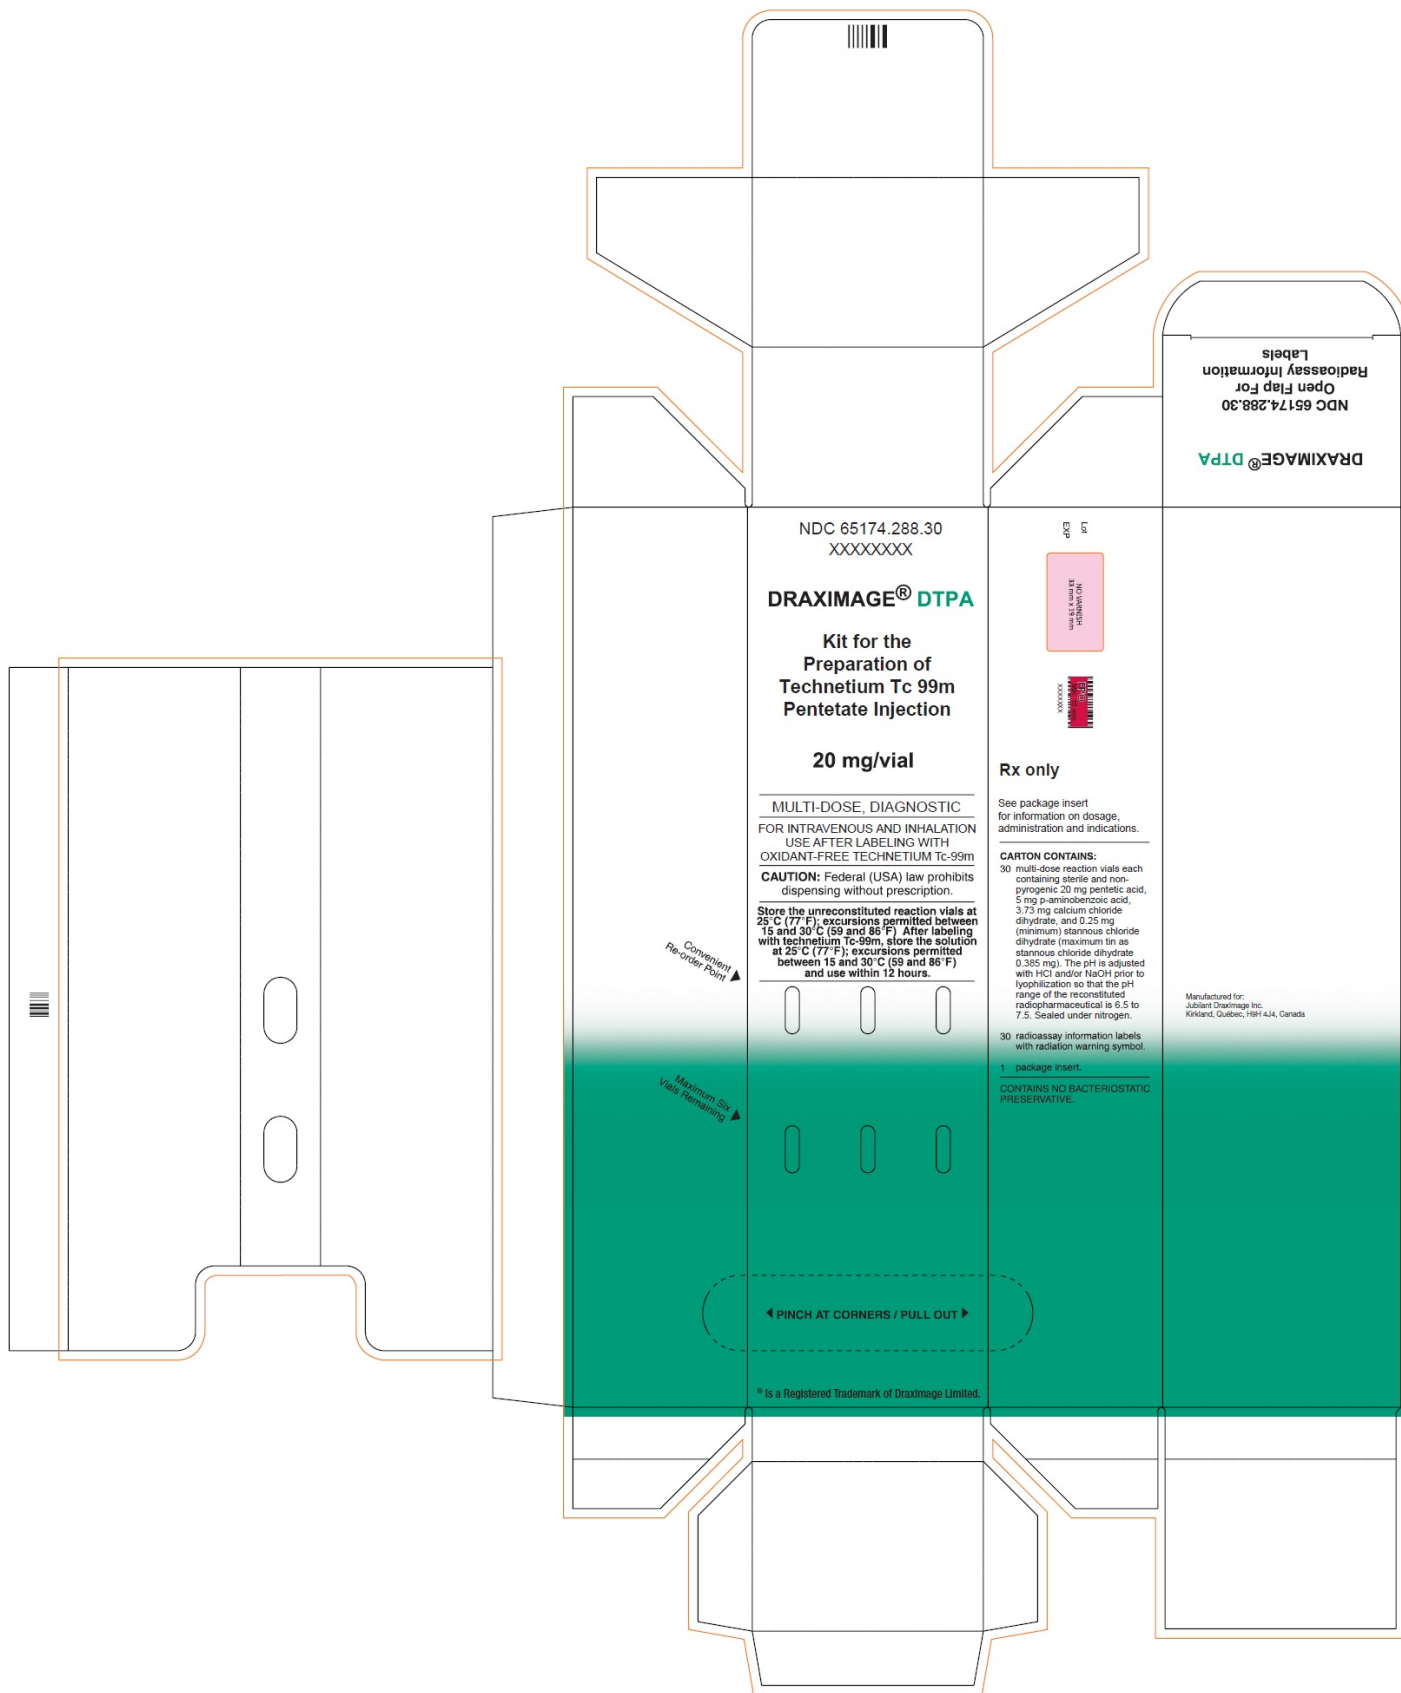 NDC 65174.288.30
Open Flap For
Radioassay Information
Labels
DRAXIMAGE® DTPA
NDC 65174.288.30
XXXXXXXX
DRAXIMAGE® DTPA
Kit for the
Preparation of
Technetium Tc 99m
Pentetate Injection
20 mg/vial
MULTI-DOSE, DIAGNOSTIC
FOR INTRAVENOUS AND INHALATION
USE AFTER LABELING WITH
OXIDANT-FREE TECHNETIUM Tc-99m
CAUTION: Federal (USA) law prohibits
dispensing without prescription.
Store the unreconstituted reaction vials at
25°C (77°F); excursions permitted between
15 and 30°C (59 and 86°F) After labeling
with technetium Tc-99m, store the solution
at 25°C (77°F); excursions permitted
between 15 and 30°C (59 and 86°F)
and use within 12 hours.
Convenient
Re-order Point
Maximum Six
Vials Remaining
PINCH AT CORNERS / PULL OUT
® Is a Registered Trademark of DraxImage Limited.
Lot
EXP
NO VARNISH
33 mm x 19 mm
XXXXXXX
Rx only
See package insert
for information on dosage,
administration and indications.
CARTON CONTAINS:
30 multi-dose reaction vials each
containing sterile and non-
pyrogenic 20 mg pentetic acid,
5 mg p-aminobenzoic acid,
3.73 mg calcium chloride
dihydrate, and 0.25 mg
(minimum) stannous chloride
dihydrate (maximum tin as
stannous chloride dihydrate
0.385 mg). The pH is adjusted
with HCl and/or NaOH prior to
lyophilization so that the pH
range of the reconstituted
radiopharmaceutical is 6.5 to
7.5. Sealed under nitrogen.
30 radioassay information labels
with radiation warning symbol.
1 package insert.
CONTAINS NO BACTERIOSTATIC
PRESERVATIVE.
Manufactured for:
Jubilant DraxImage Inc.
Kirkland, Québec, H9H 4J4, Canada